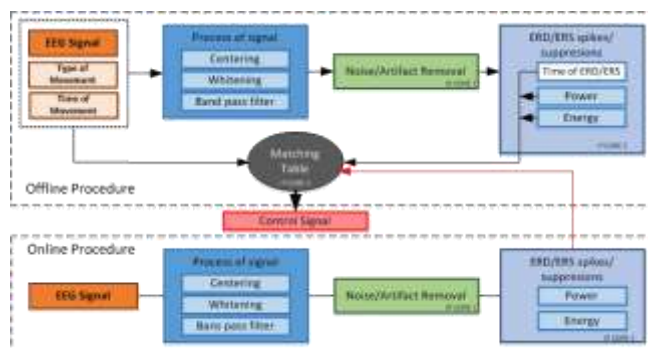 EEG Signal
Type of
Movement
Time of
Movement
Process of signal
Centering
Whitening
Band pass filter
Noise/Artifact Removal
ERD/ERS spikes/
suppresions
Time of ERD/ERS
Power
Energy
Matching
Table
Offline Procedure
Control Signal
Online Procedure
EEG Signal
Process of signal
Centering
Whitening
Bans pass filter
Noise/Artifact Removal
ERD/ERS spikes/
suppressions
Power
Energy